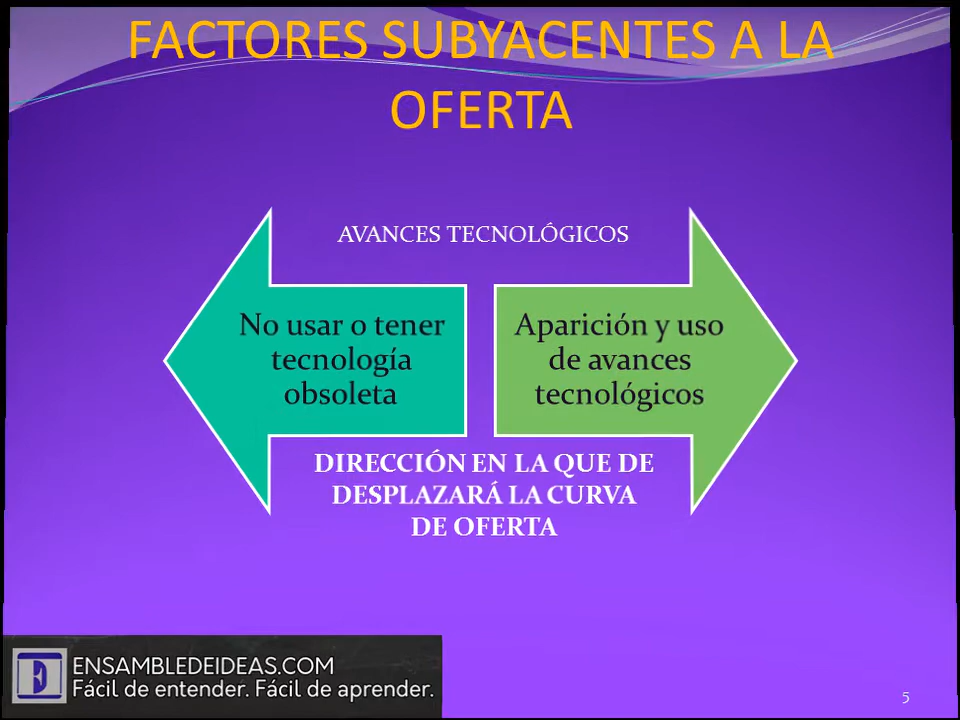 FACTORES SUBYACENTES A LA
OFERTA
AVANCES TECNOLÓGICOS
No usar o tener
tecnología
obsoleta
Aparición y uso
de avances
tecnológicos
DIRECCIÓN EN LA QUE DE
DESPLAZARÁ LA CURVA
DE OFERTA
E
ENSAMBLEDEIDEAS.COM
Fácil de entender. Fácil de aprender.
5